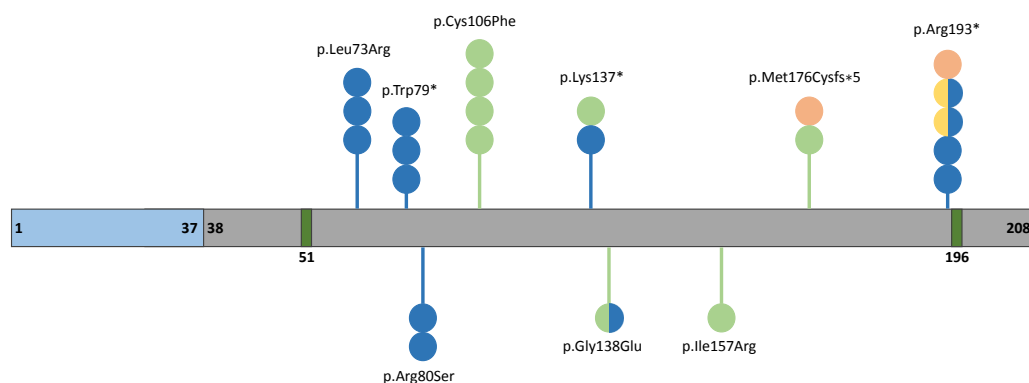 p.Cys106Phe
p.Arg193*
p.Leu73Arg
p.Lys137*
p.Met176Cysfs*5
p.Trp79*
1
37
38
208
51
196
p.Gly138Glu
p.Ile157Arg
p.Arg80Ser